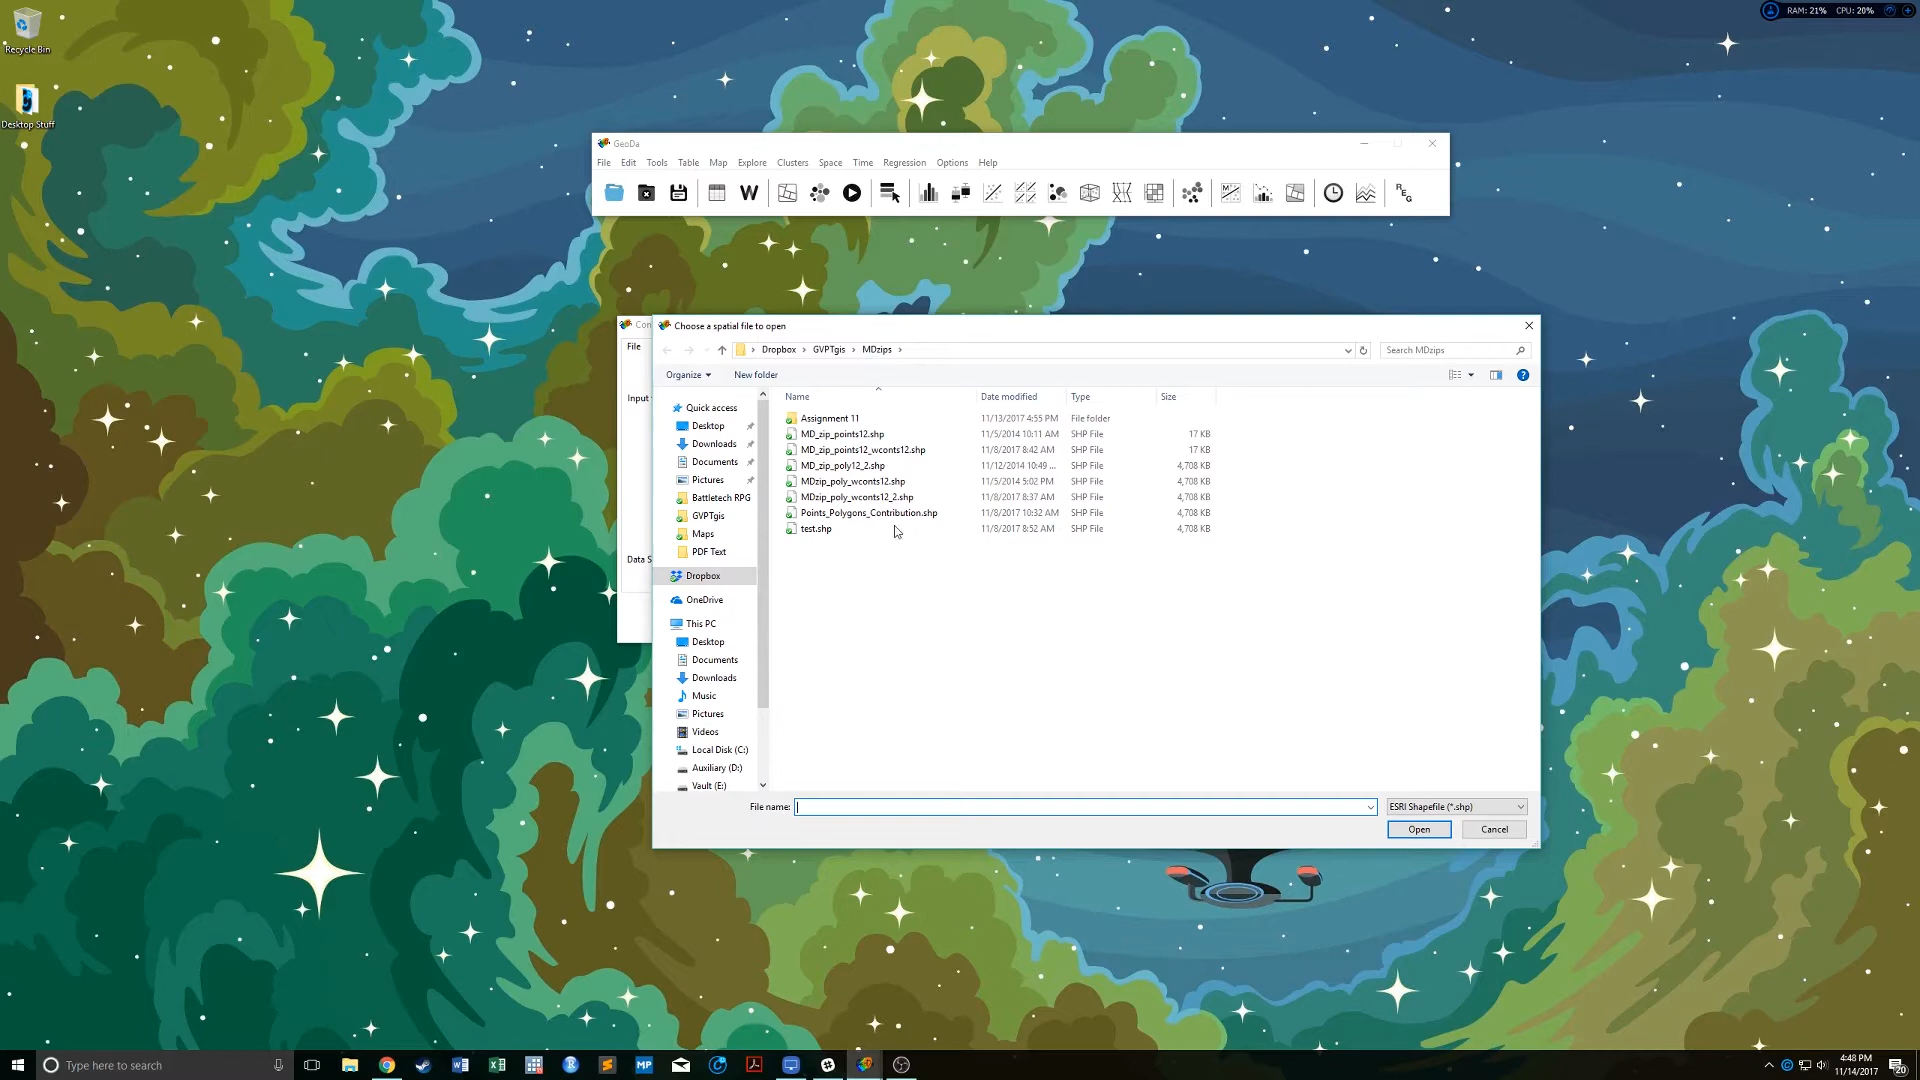 Recycle Bin
Desktop Stuff
RAM: 21% CPU: 20%
GeoDa
File Edit Tools Table Map Explore Clusters Space Time Regression Options Help
W
REG
Con
File
Input
Data S
Choose a spatial file to open
Dropbox > GVPTgis > MDzips >
Search MDzips
Organize New folder
Name Date modified Type Size
Assignment 11 11/13/2017 4:55 PM File folder
MD_zip_points12.shp 11/5/2014 10:11 AM SHP File 17 KB
MD_zip_points12_wconts12.shp 11/8/2017 8:42 AM SHP File 17 KB
MD_zip_poly12_2.shp 11/12/2014 10:49 ... SHP File 4,708 KB
MDzip_poly_wconts12.shp 11/5/2014 5:02 PM SHP File 4,708 KB
MDzip_poly_wconts12_2.shp 11/8/2017 8:37 AM SHP File 4,708 KB
Points_Polygons_Contribution.shp 11/8/2017 10:32 AM SHP File 4,708 KB
test.shp 11/8/2017 8:52 AM SHP File 4,708 KB
Quick access
Desktop
Downloads
Documents
Pictures
Battletech RPG
GVPTgis
Maps
PDF Text
Dropbox
OneDrive
This PC
Desktop
Documents
Downloads
Music
Pictures
Videos
Local Disk (C:)
Auxiliary (D:)
Vault (E:)
File name:
ESRI Shapefile (*.shp)
Open Cancel
Type here to search
MP
4:48 PM
11/14/2017
20